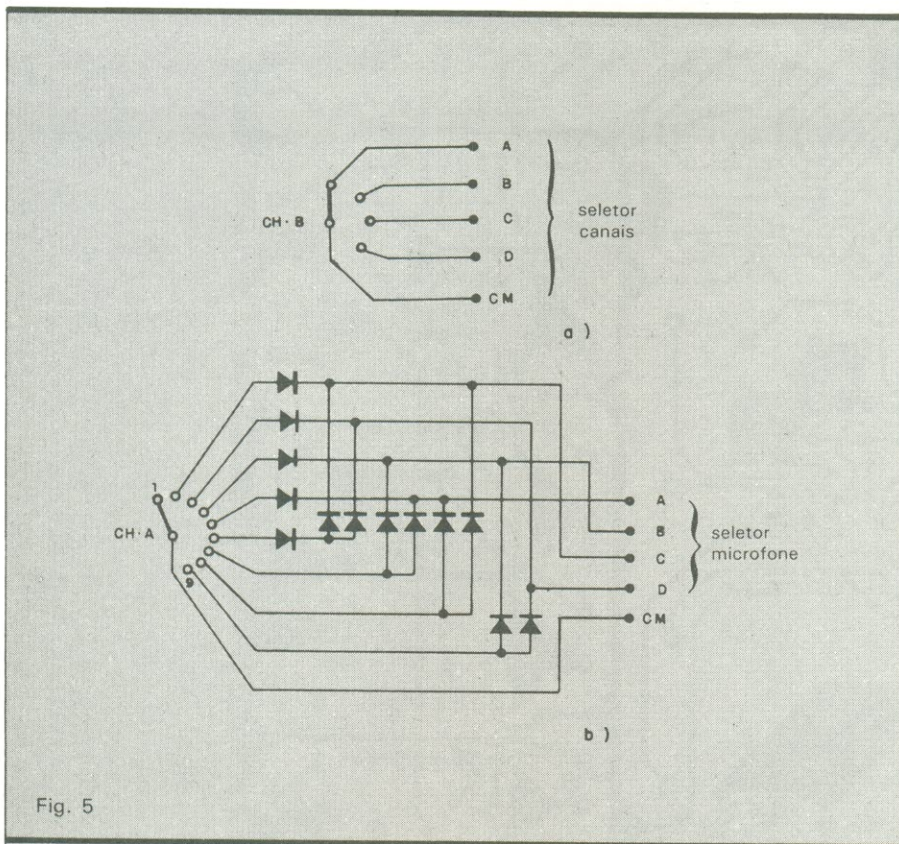 A
B
CH·B
C
seletor
canais
D
CM
a )
1
CH·A
9
A
B
seletor
microfone
C
D
CM
b )
Fig. 5